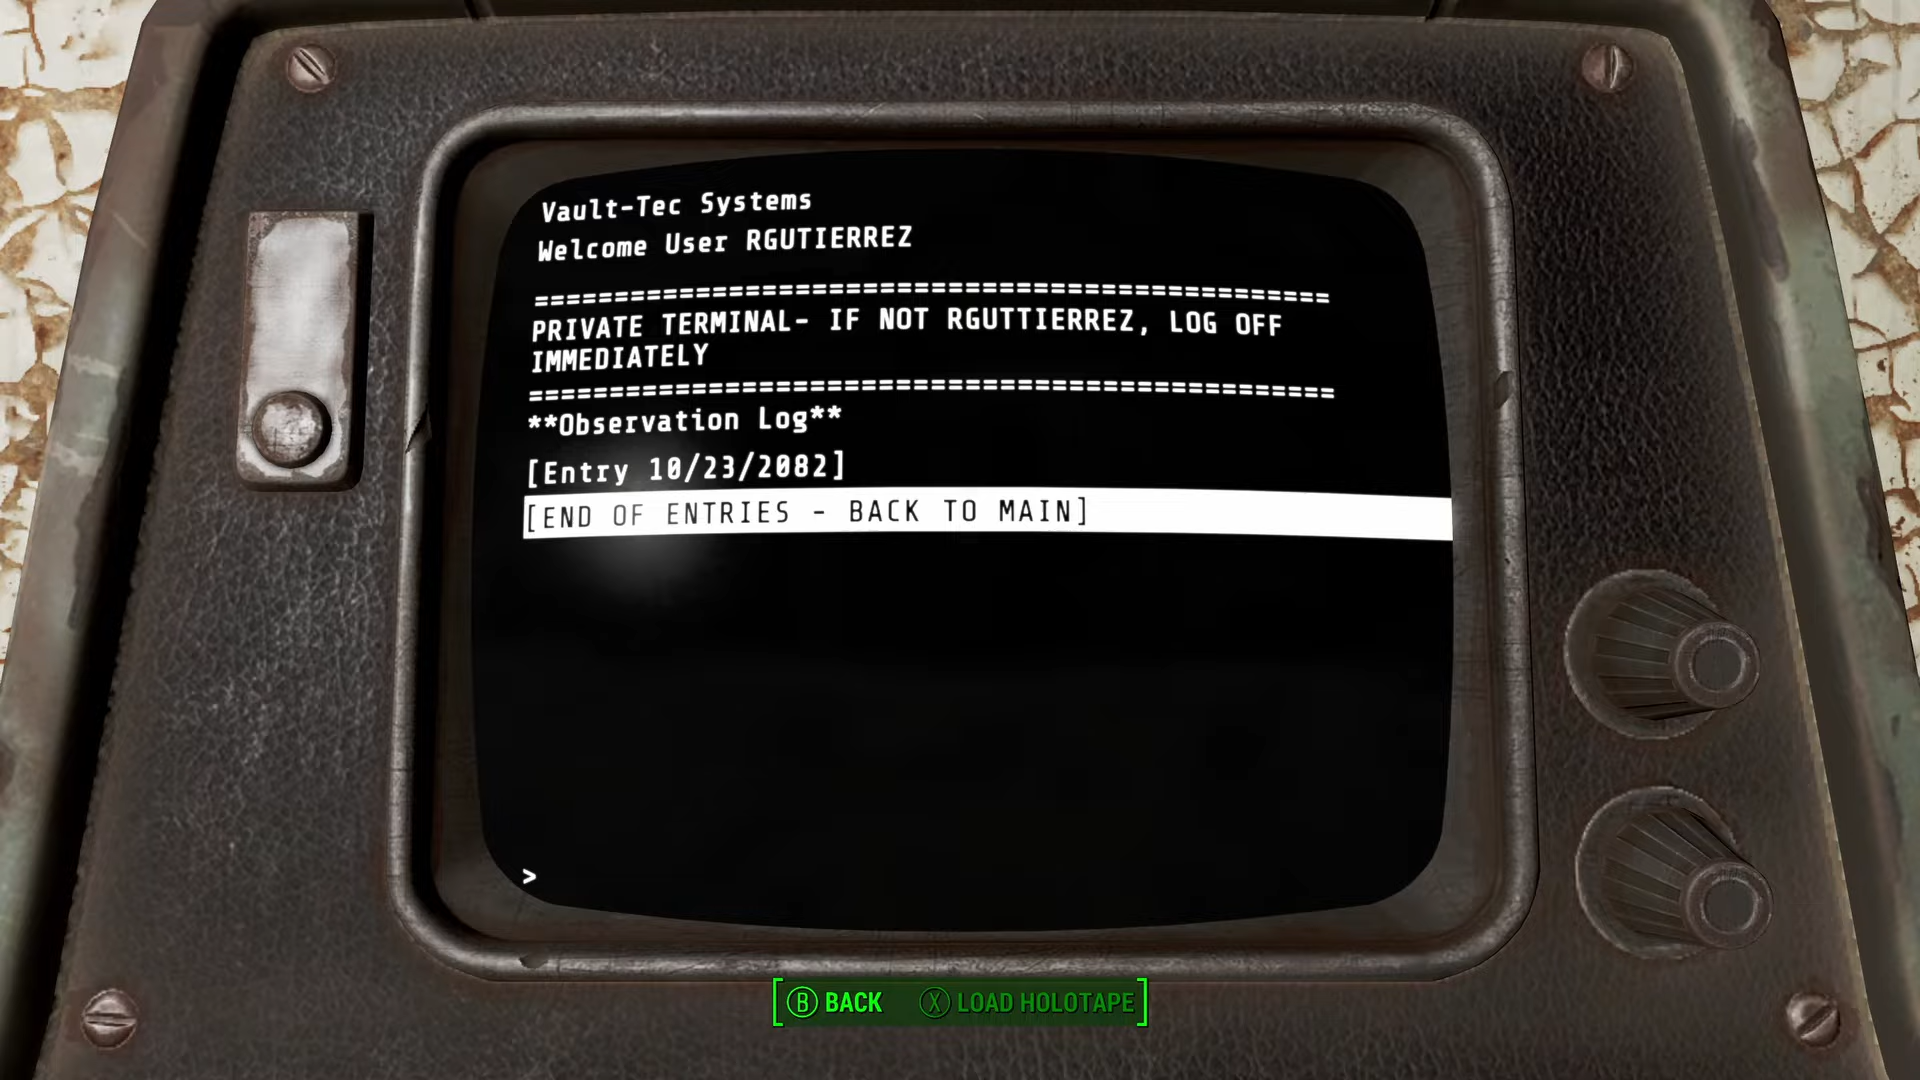 Vault-Tec Systems
Welcome User RGUTIERREZ
==================================================
PRIVATE TERMINAL- IF NOT RGUTTIERREZ, LOG OFF
IMMEDIATELY
==================================================
**Observation Log**
[Entry 10/23/2082]
[END OF ENTRIES - BACK TO MAIN]
>
[Ⓑ BACK Ⓧ LOAD HOLOTAPE]